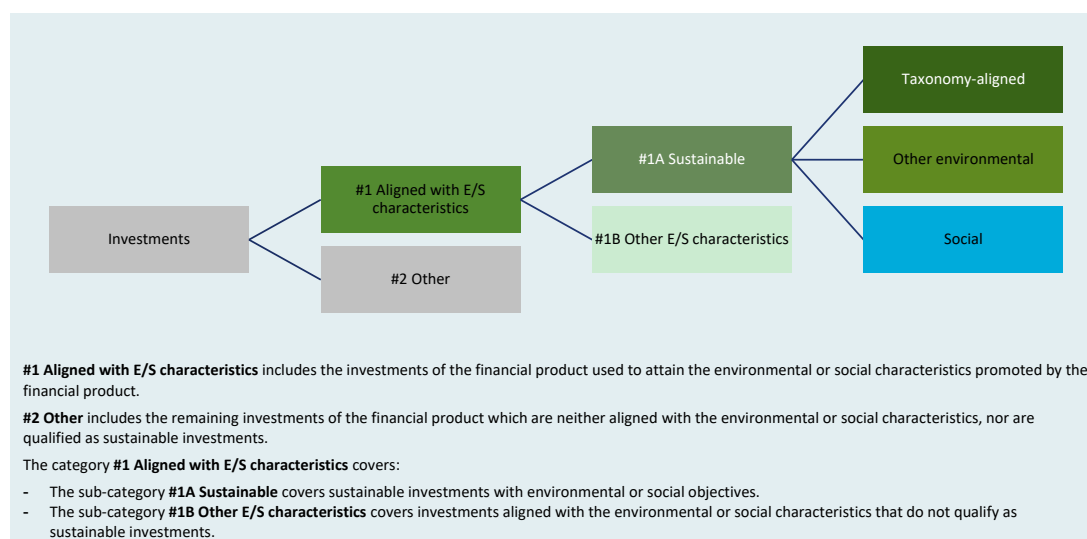 Taxonomy-aligned
#1A Sustainable
Other environmental
#1 Aligned with E/S
characteristics
Investments
#1B Other E/S characteristics
Social
#2 Other
#1 Aligned with E/S characteristics includes the investments of the financial product used to attain the environmental or social characteristics promoted by the
financial product.
#2 Other includes the remaining investments of the financial product which are neither aligned with the environmental or social characteristics, nor are
qualified as sustainable investments.
The category #1 Aligned with E/S characteristics covers:
- The sub-category #1A Sustainable covers sustainable investments with environmental or social objectives.
- The sub-category #1B Other E/S characteristics covers investments aligned with the environmental or social characteristics that do not qualify as
sustainable investments.